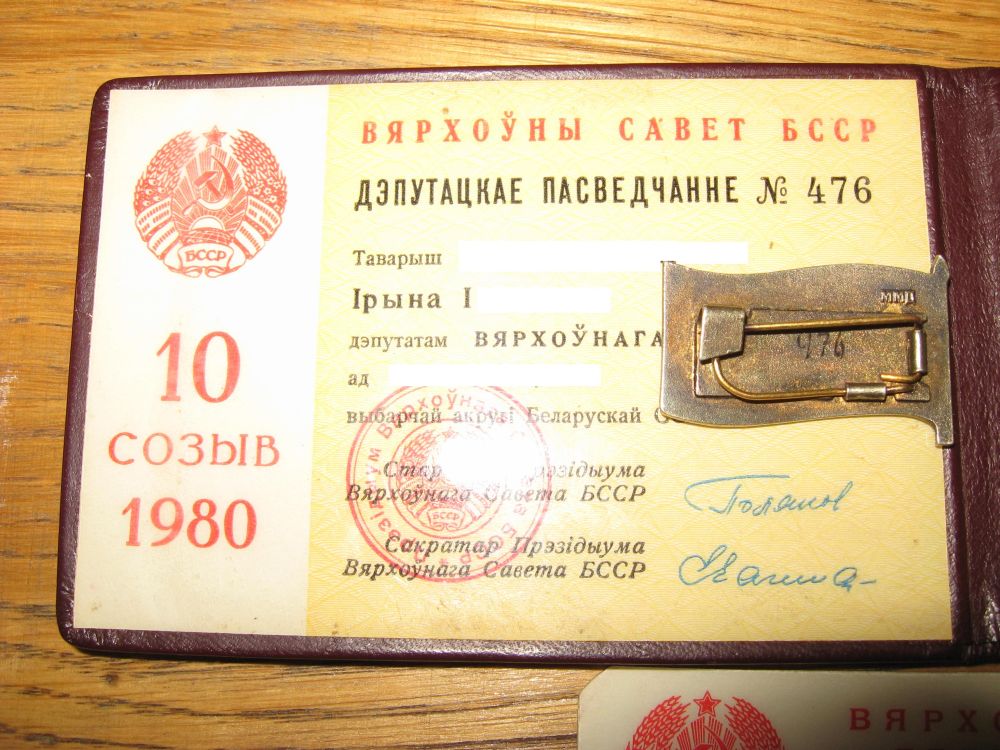 БССР
10
СОЗЫВ
1980
ВЯРХОЎНЫ САВЕТ БССР
ДЭПУТАЦКАЕ ПАСВЕДЧАННЕ № 476
Таварыш
Ірына І
дэпутатам ВЯРХОЎНАГА
ад
выбарчай акругі Беларускай
Прэзідыума
Вярхоўнага Савета БССР
Сакратар Прэзідыума
Вярхоўнага Савета БССР
Поляков
ММД
476